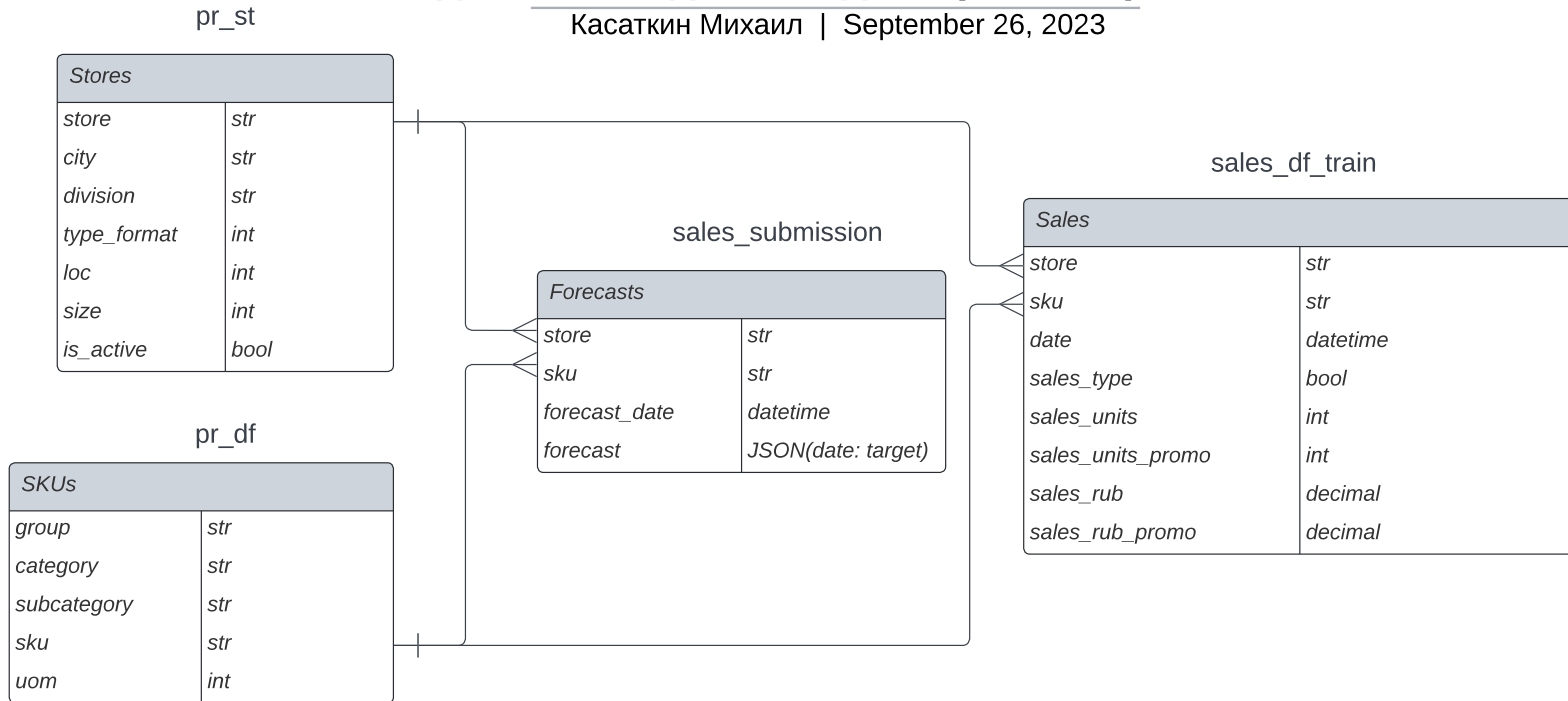 Касаткин Михаил | September 26, 2023
pr_st
Stores
store str
city str
division str
type_format int
loc int
size int
is_active bool
pr_df
SKUs
group str
category str
subcategory str
sku str
uom int
sales_submission
Forecasts
store str
sku str
forecast_date datetime
forecast JSON(date: target)
sales_df_train
Sales
store str
sku str
date datetime
sales_type bool
sales_units int
sales_units_promo int
sales_rub decimal
sales_rub_promo decimal